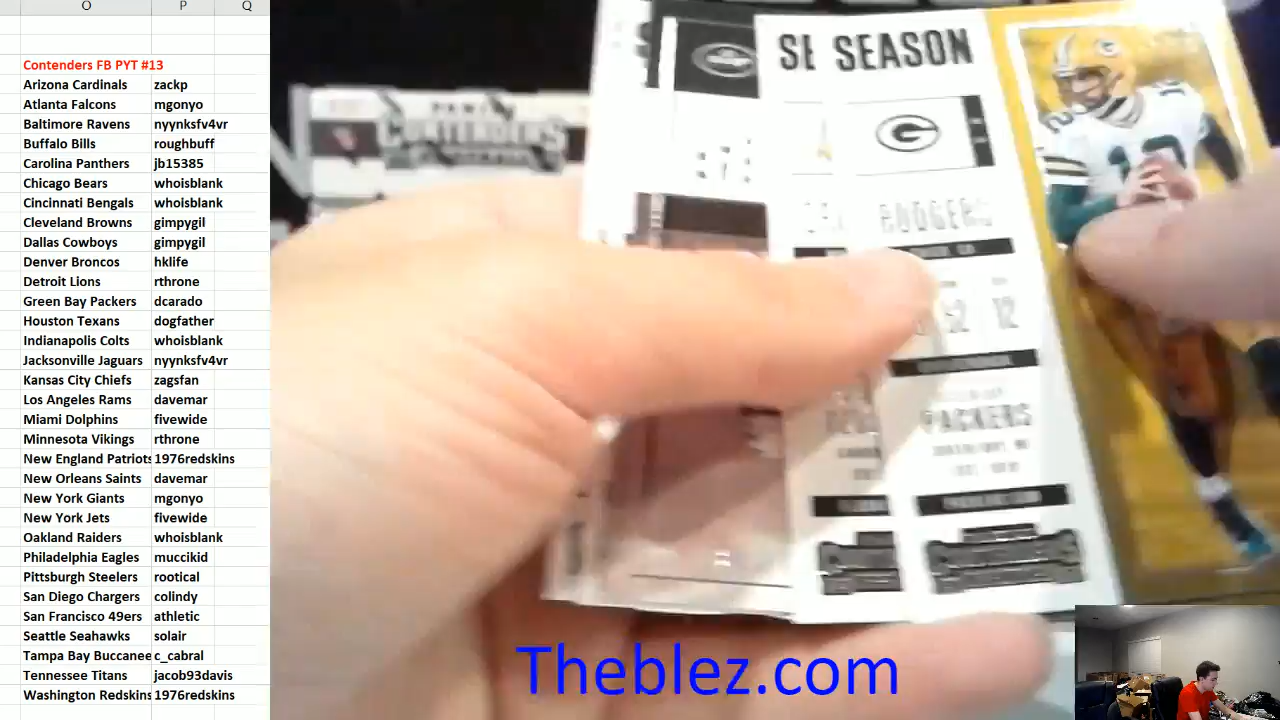 O P Q
Contenders FB PYT #13
Arizona Cardinals zackp
Atlanta Falcons mgonyo
Baltimore Ravens nyynksfv4vr
Buffalo Bills roughbuff
Carolina Panthers jb15385
Chicago Bears whoisblank
Cincinnati Bengals whoisblank
Cleveland Browns gimpygil
Dallas Cowboys gimpygil
Denver Broncos hklife
Detroit Lions rthrone
Green Bay Packers dcarado
Houston Texans dogfather
Indianapolis Colts whoisblank
Jacksonville Jaguars nyynksfv4vr
Kansas City Chiefs zagsfan
Los Angeles Rams davemar
Miami Dolphins fivewide
Minnesota Vikings rthrone
New England Patriots 1976redskins
New Orleans Saints davemar
New York Giants mgonyo
New York Jets fivewide
Oakland Raiders whoisblank
Philadelphia Eagles muccikid
Pittsburgh Steelers rootical
San Diego Chargers colindy
San Francisco 49ers athletic
Seattle Seahawks solair
Tampa Bay Buccanee c_cabral
Tennessee Titans jacob93davis
Washington Redskins 1976redskins
PANINI
CONTENDERS
SE SEASON
G
RODGERS
12
PACKERS
12
Theblez.com